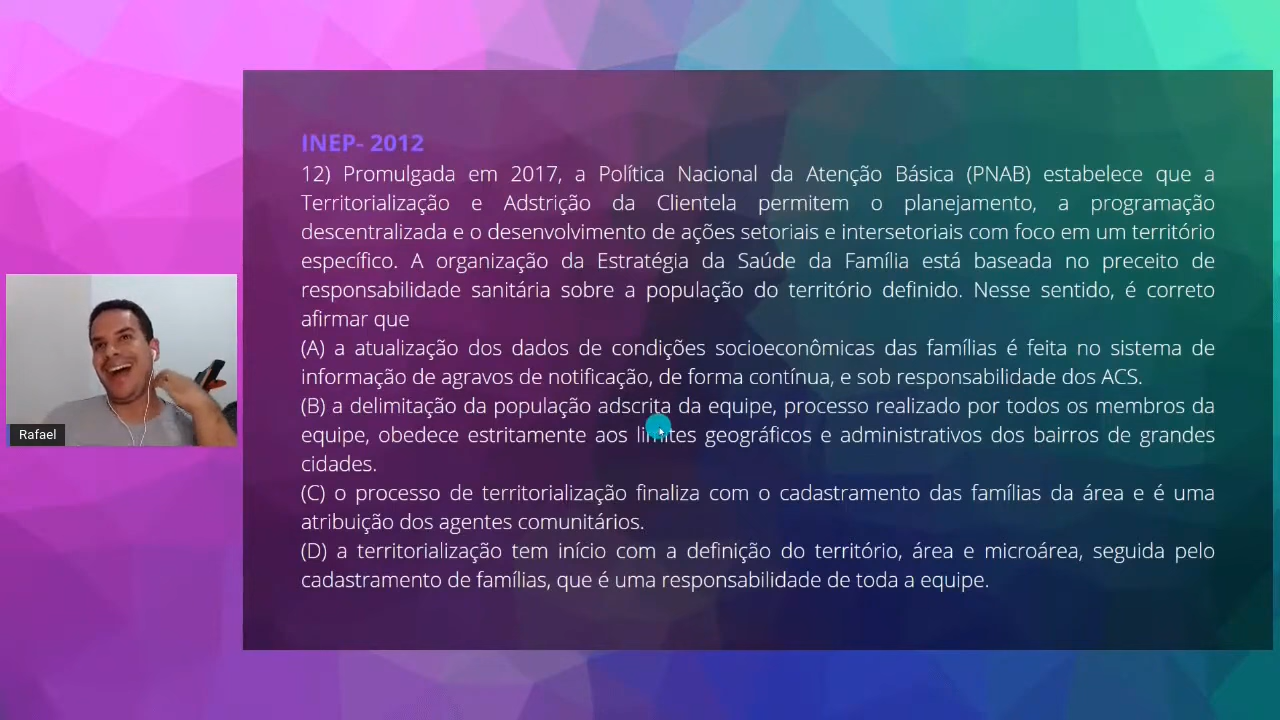 INEP- 2012
12) Promulgada em 2017, a Política Nacional da Atenção Básica (PNAB) estabelece que a
Territorialização e Adstrição da Clientela permitem o planejamento, a programação
descentralizada e o desenvolvimento de ações setoriais e intersetoriais com foco em um território
específico. A organização da Estratégia da Saúde da Família está baseada no preceito de
responsabilidade sanitária sobre a população do território definido. Nesse sentido, é correto
afirmar que
(A) a atualização dos dados de condições socioeconômicas das famílias é feita no sistema de
informação de agravos de notificação, de forma contínua, e sob responsabilidade dos ACS.
(B) a delimitação da população adscrita da equipe, processo realizado por todos os membros da
equipe, obedece estritamente aos limites geográficos e administrativos dos bairros de grandes
cidades.
(C) o processo de territorialização finaliza com o cadastramento das famílias da área e é uma
atribuição dos agentes comunitários.
(D) a territorialização tem início com a definição do território, área e microárea, seguida pelo
cadastramento de famílias, que é uma responsabilidade de toda a equipe.
Rafael